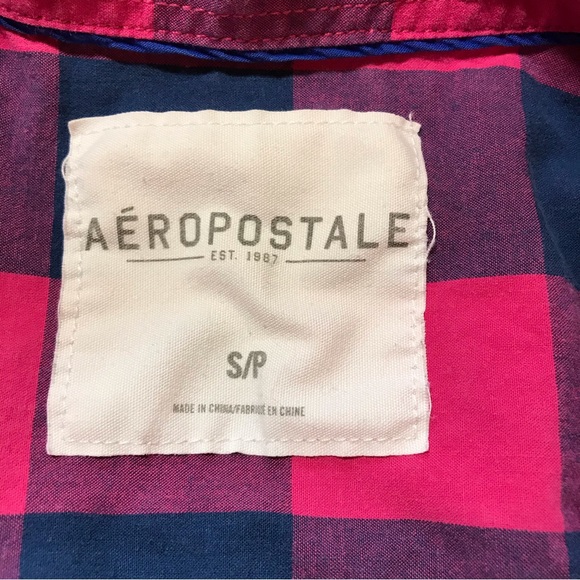 AÉROPOSTALE
EST. 1987
S/P
MADE IN CHINA/FABRIQUÉ EN CHINE